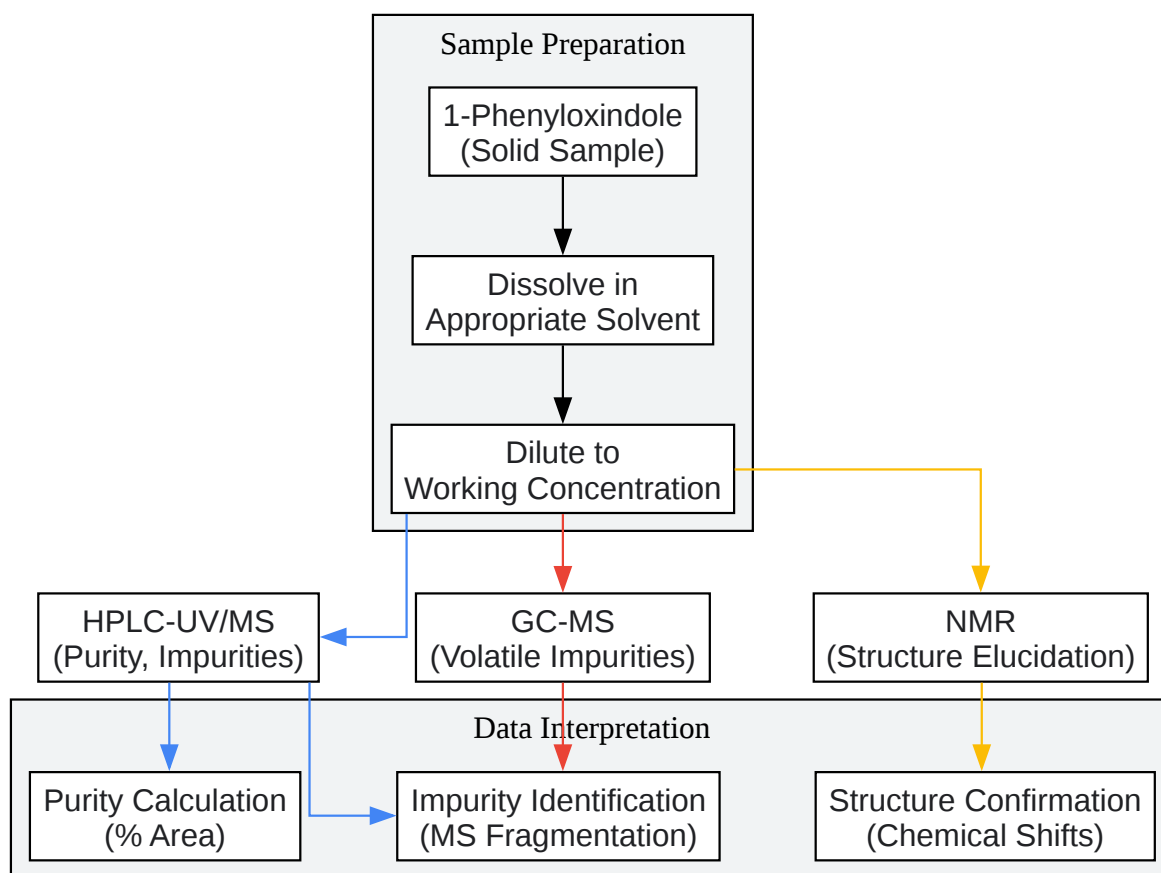 Sample Preparation
1-Phenyloxindole
(Solid Sample)
Dissolve in
Appropriate Solvent
Dilute to
Working Concentration
HPLC-UV/MS
(Purity, Impurities)
GC-MS
(Volatile Impurities)
NMR
(Structure Elucidation)
Data Interpretation
Purity Calculation
(% Area)
Impurity Identification
(MS Fragmentation)
Structure Confirmation
(Chemical Shifts)